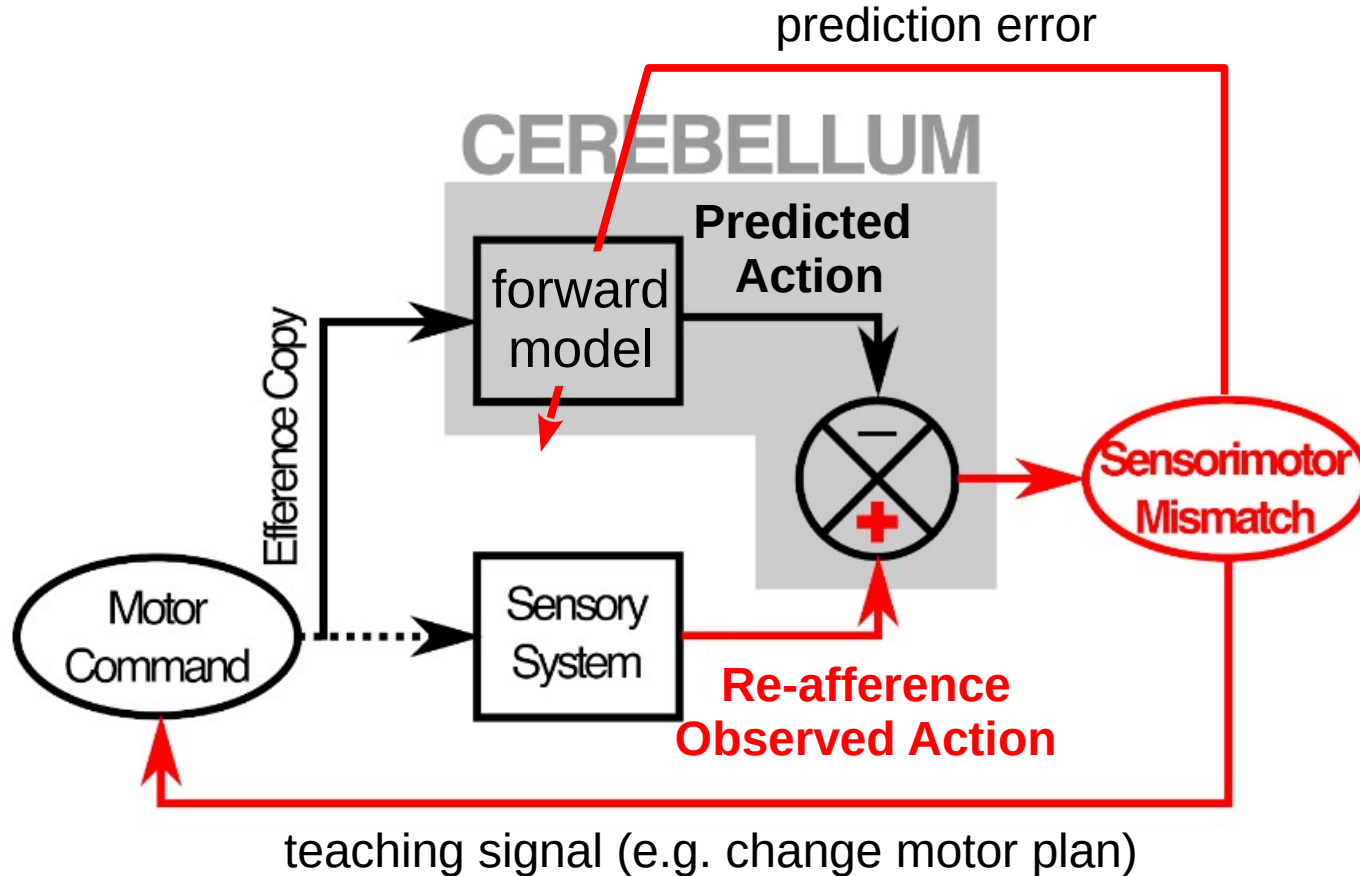 prediction error
CEREBELLUM
Predicted
Action
forward
model
Efference Copy
−
+
Sensorimotor
Mismatch
Motor
Command
Sensory
System
Re-afference
Observed Action
teaching signal (e.g. change motor plan)